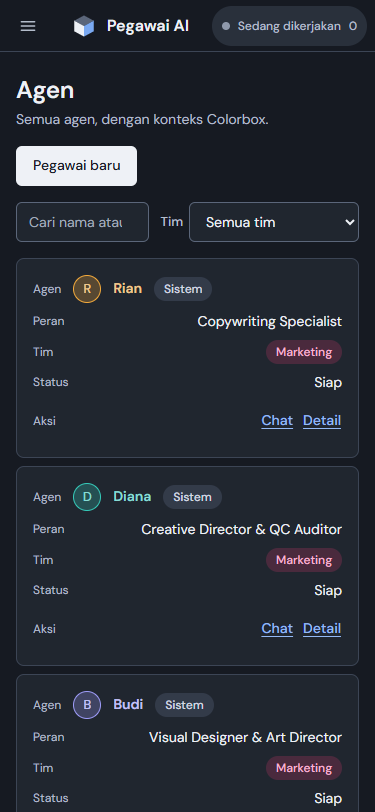 Pegawai AI
Sedang dikerjakan 0
Agen
Semua agen, dengan konteks Colorbox.
Pegawai baru
Cari nama atau
Tim
Semua tim
Agen R Rian Sistem
Peran Copywriting Specialist
Tim Marketing
Status Siap
Aksi Chat Detail
Agen D Diana Sistem
Peran Creative Director & QC Auditor
Tim Marketing
Status Siap
Aksi Chat Detail
Agen B Budi Sistem
Peran Visual Designer & Art Director
Tim Marketing
Status Siap